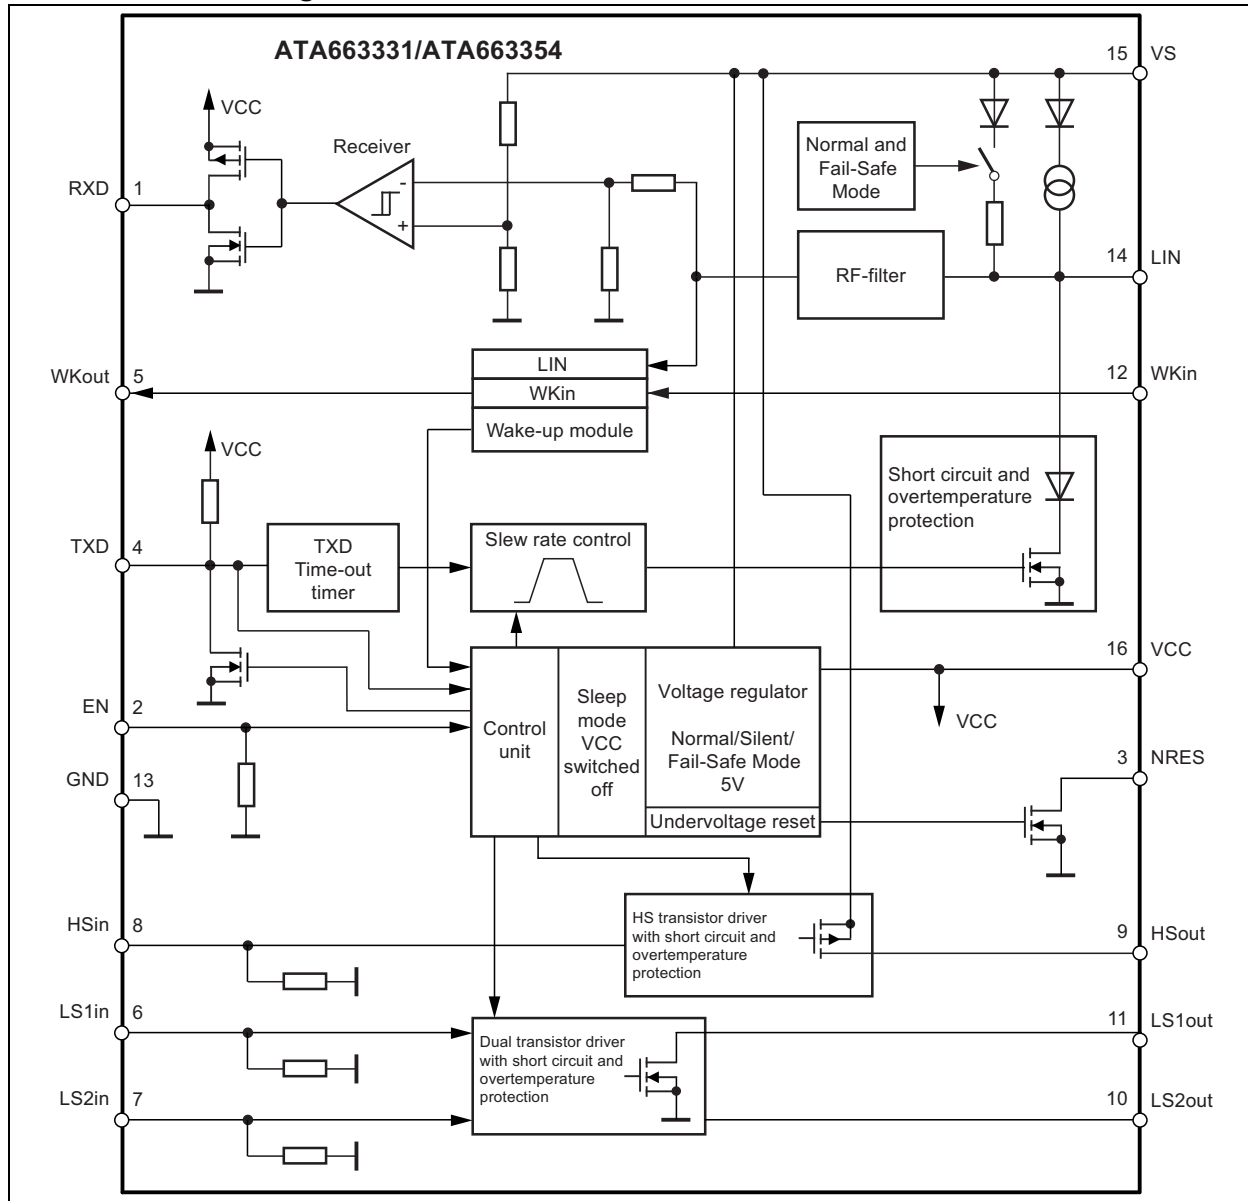 ATA663331/ATA663354
15 VS
VCC
Receiver
Normal and
Fail-Safe
Mode
RXD 1
-
+
14 LIN
RF-filter
LIN
WKout 5
WKin
12 WKin
Wake-up module
VCC
Short circuit and
overtemperature
protection
TXD 4
TXD
Time-out
timer
Slew rate control
16 VCC
EN 2
Control
unit
Sleep
mode
VCC
switched
off
Voltage regulator
Normal/Silent/
Fail-Safe Mode
5V
VCC
GND 13
3 NRES
Undervoltage reset
HSin 8
HS transistor driver
with short circuit and
overtemperature
protection
9 HSout
LS1in 6
11 LS1out
Dual transistor driver
with short circuit and
overtemperature
protection
LS2in 7
10 LS2out